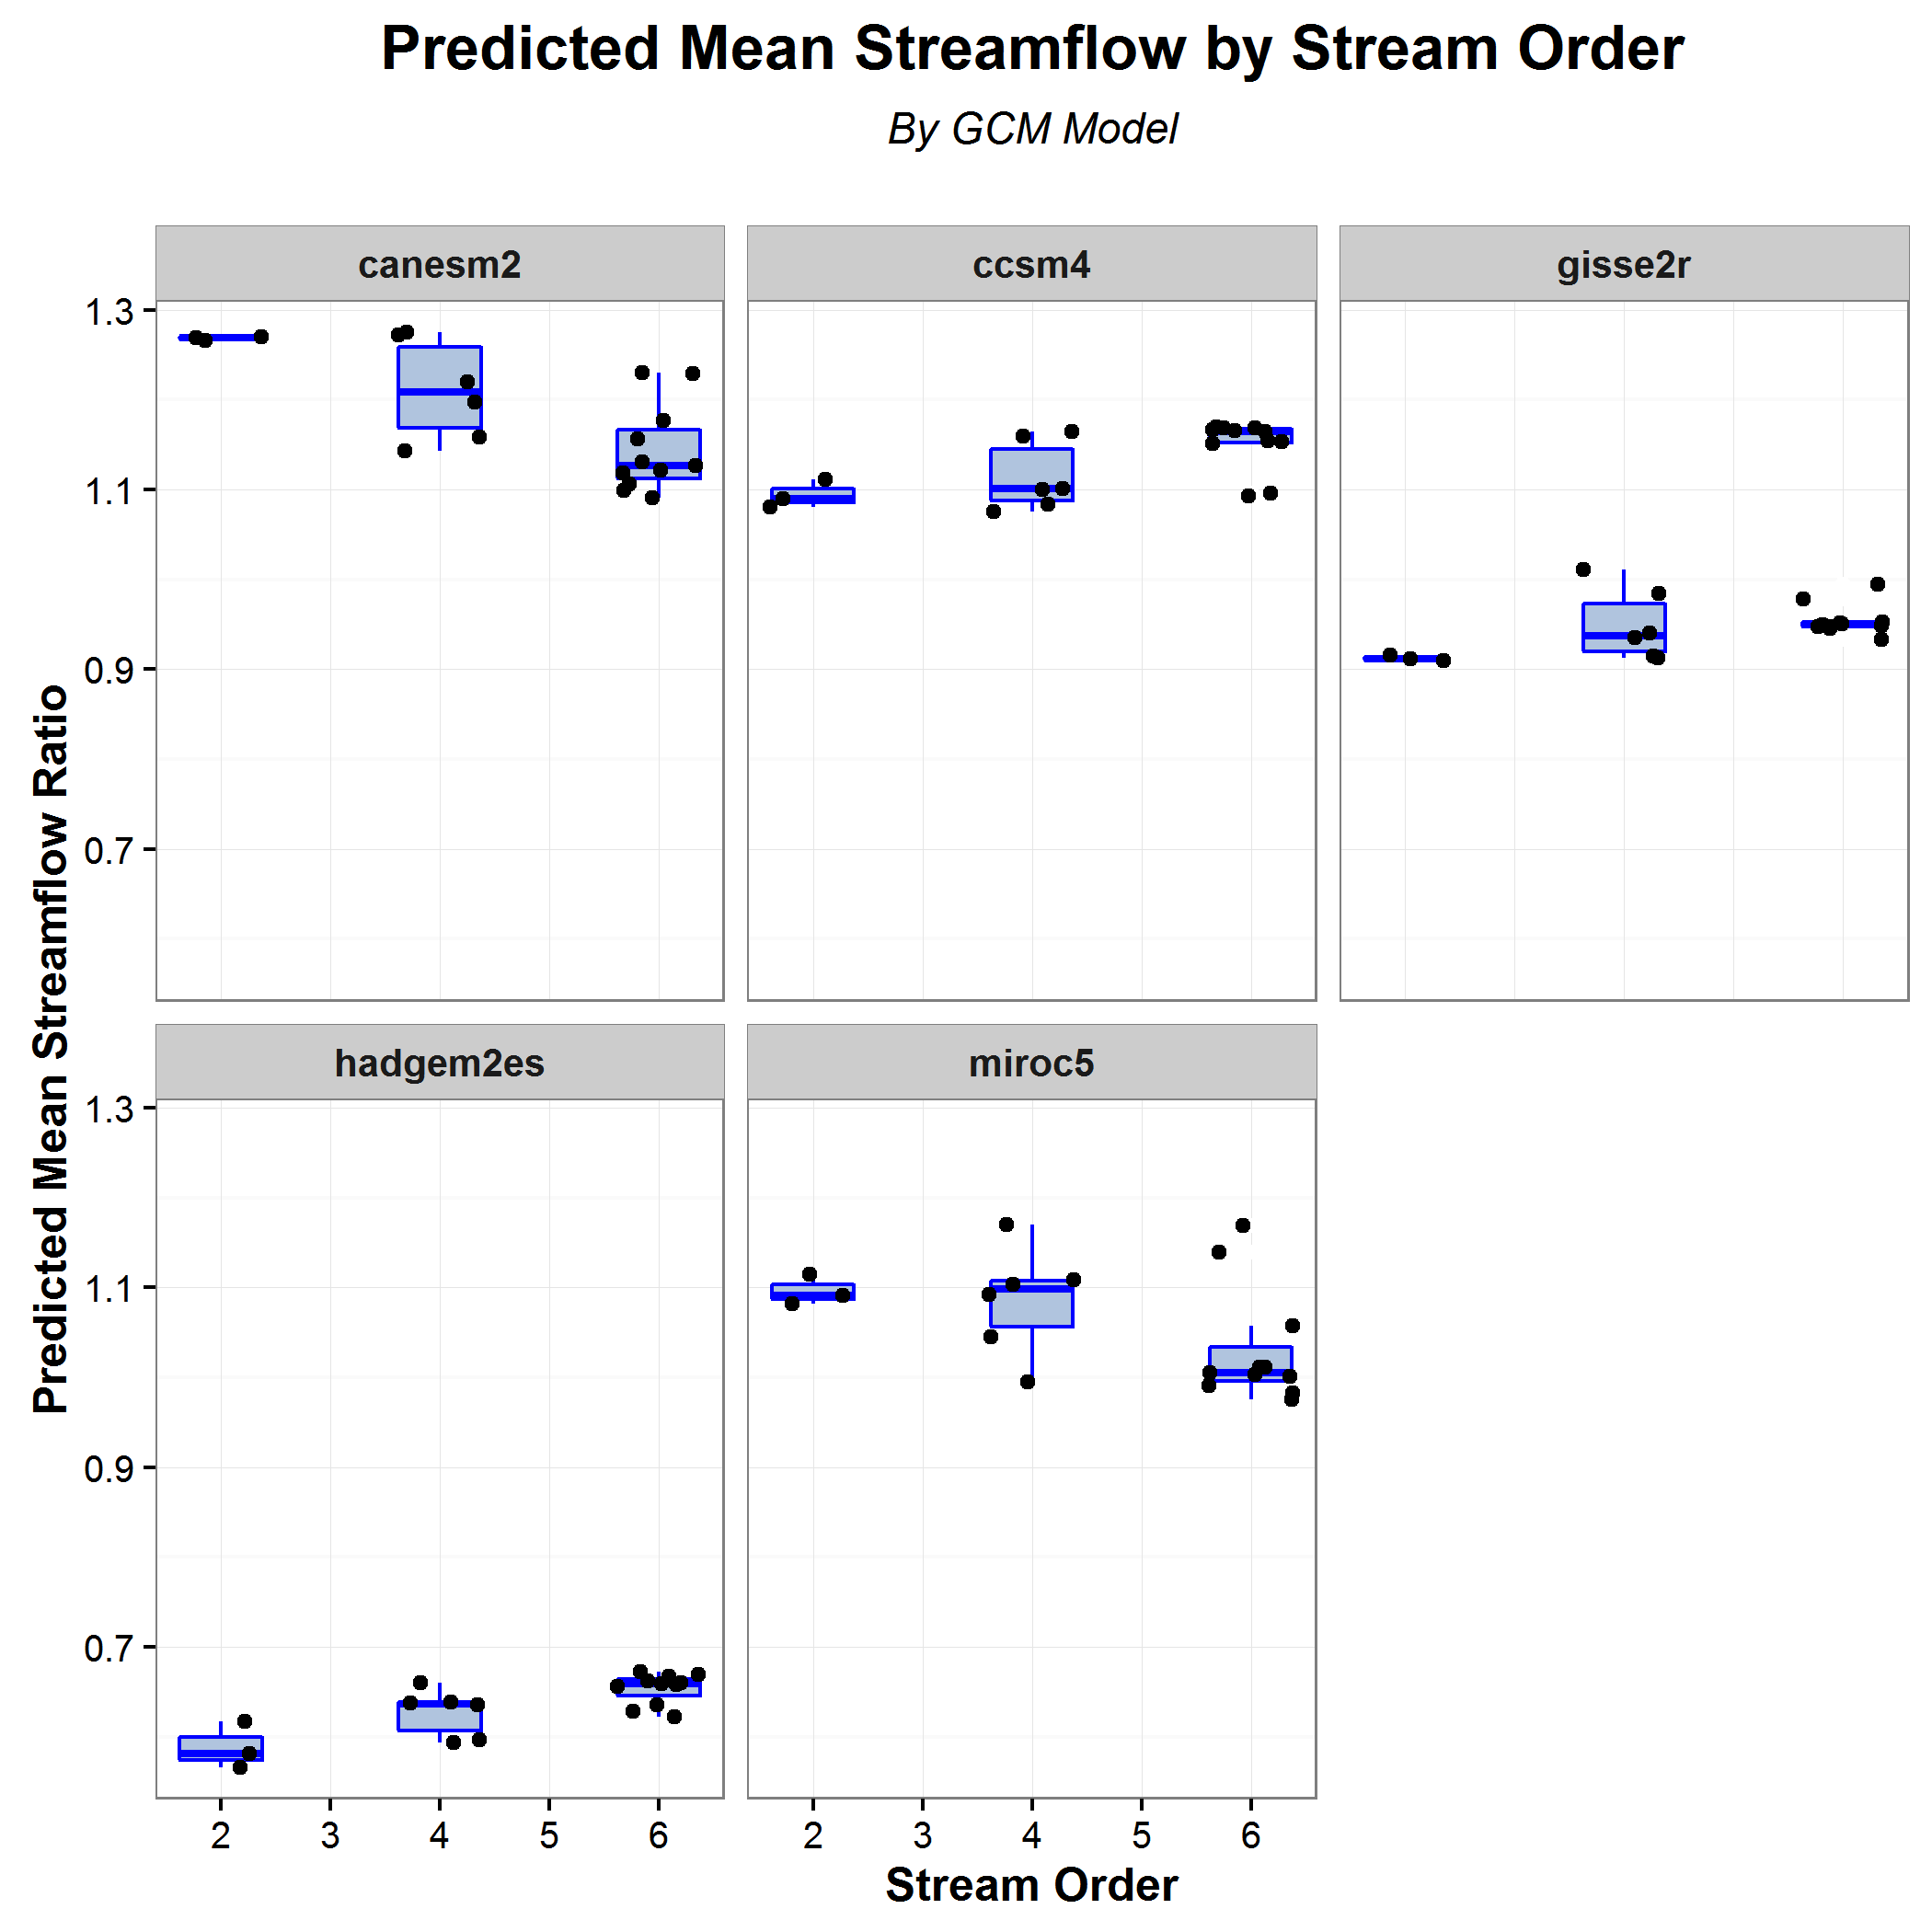 Predicted Mean Streamflow by Stream Order
By GCM Model
canesm2
ccsm4
gisse2r
1.3
1.1
0.9
0.7
Predicted Mean Streamflow Ratio
hadgem2es
miroc5
1.3
1.1
0.9
0.7
2 3 4 5 6
2 3 4 5 6
Stream Order